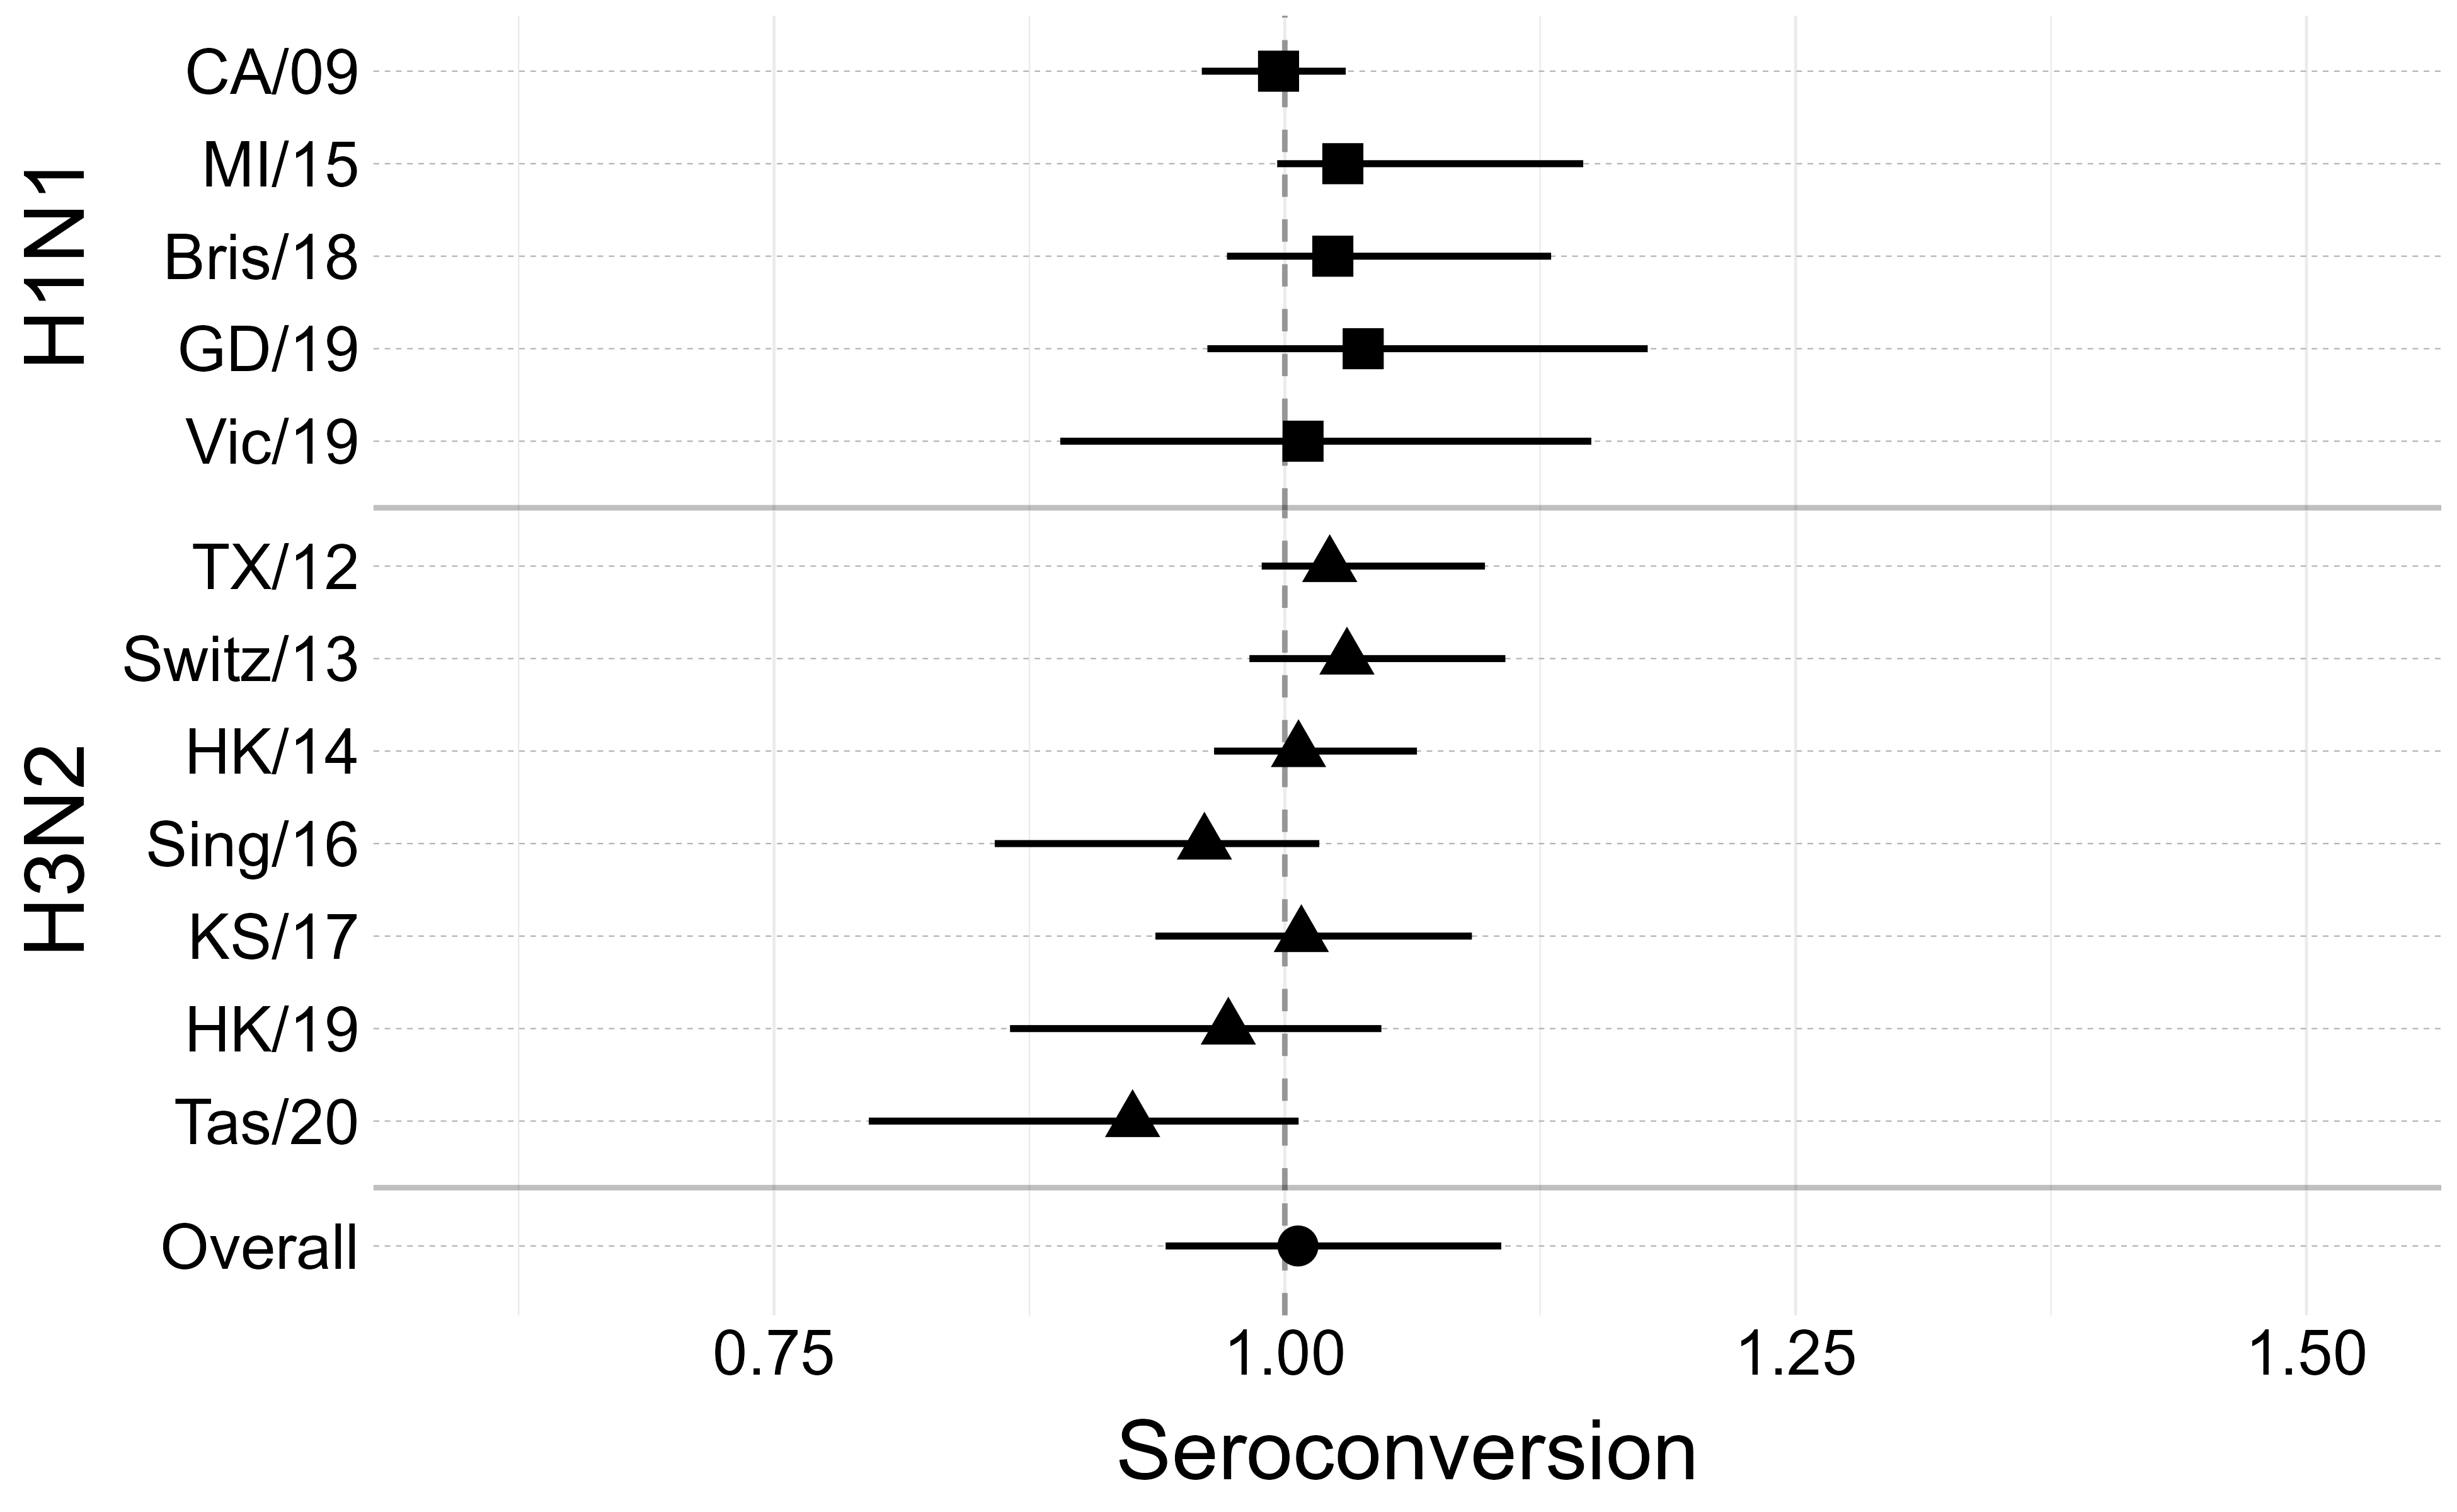 H1N1
CA/09
MI/15
Bris/18
GD/19
Vic/19
H3N2
TX/12
Switz/13
HK/14
Sing/16
KS/17
HK/19
Tas/20
Overall
0.75 1.00 1.25 1.50
Seroconversion